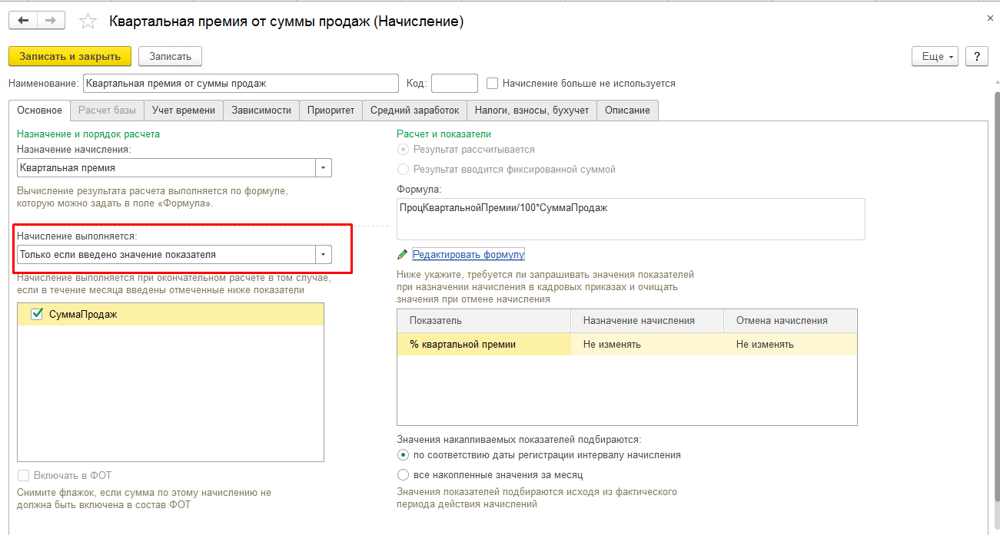 Квартальная премия от суммы продаж (Начисление)
Записать и закрыть
Записать
Еще
?
Наименование:
Квартальная премия от суммы продаж
Код:
Начисление больше не используется
Основное
Расчет базы
Учет времени
Зависимости
Приоритет
Средний заработок
Налоги, взносы, бухучет
Описание
Назначение и порядок расчета
Назначение начисления:
Квартальная премия
Вычисление результата расчета выполняется по формуле,
которую можно задать в поле «Формула».
Начисление выполняется:
Только если введено значение показателя
Начисление выполняется при окончательном расчете в том случае,
если в течение месяца введены отмеченные ниже показатели
СуммаПродаж
Включать в ФОТ
Снимите флажок, если сумма по этому начислению не
должна быть включена в состав ФОТ
Расчет и показатели
Результат рассчитывается
Результат вводится фиксированной суммой
Формула:
ПроцКвартальнойПремии/100*СуммаПродаж
Редактировать формулу
Ниже укажите, требуется ли запрашивать значения показателей
при назначении начисления в кадровых приказах и очищать
значения при отмене начисления
Показатель
Назначение начисления
Отмена начисления
% квартальной премии
Не изменять
Не изменять
Значения накапливаемых показателей подбираются:
по соответствию даты регистрации интервалу начисления
все накопленные значения за месяц
Значения показателей подбираются исходя из фактического
периода действия начислений